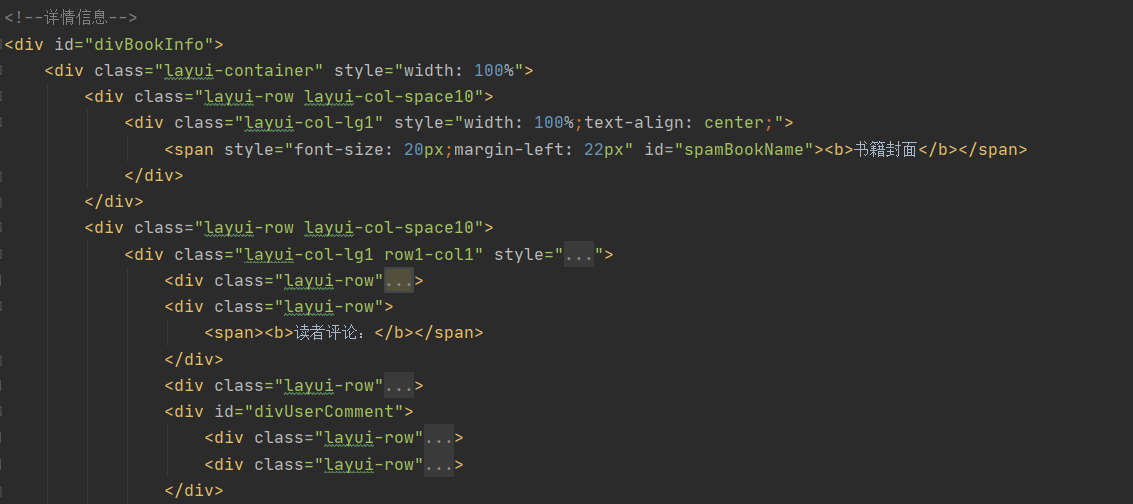 <!--详情信息-->
<div id="divBookInfo">
<div class="layui-container" style="width: 100%">
<div class="layui-row layui-col-space10">
<div class="layui-col-lg1" style="width: 100%;text-align: center;">
<span style="font-size: 20px;margin-left: 22px" id="spamBookName"><b>书籍封面</b></span>
</div>
</div>
<div class="layui-row layui-col-space10">
<div class="layui-col-lg1 row1-col1" style="...">
<div class="layui-row"...>
<div class="layui-row">
<span><b>读者评论：</b></span>
</div>
<div class="layui-row"...>
<div id="divUserComment">
<div class="layui-row"...>
<div class="layui-row"...>
</div>